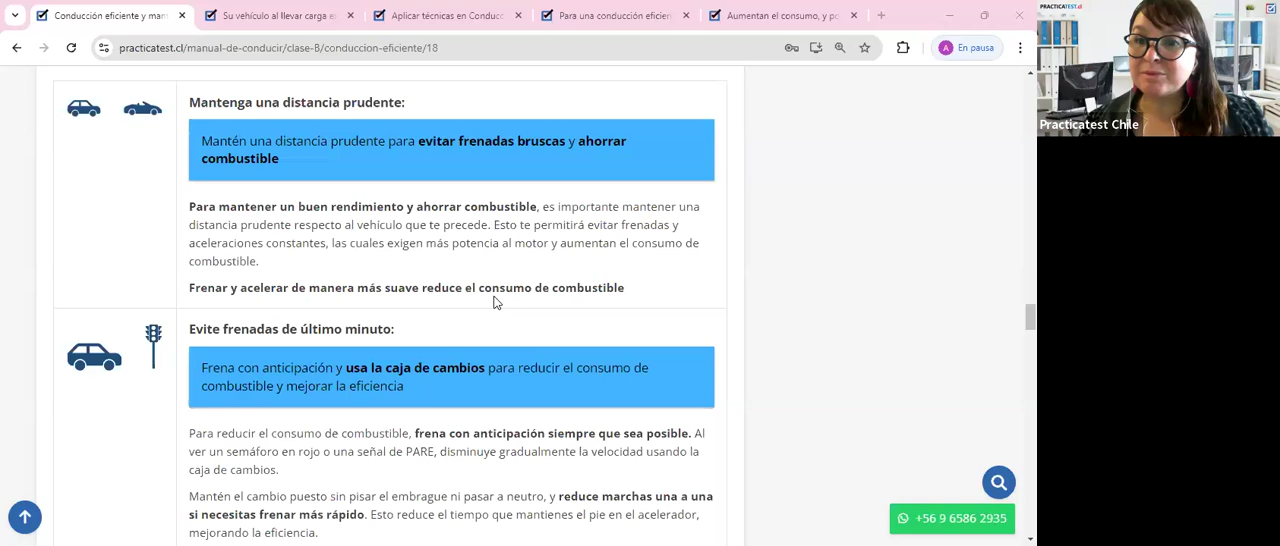 Conducción eficiente y man
Su vehículo al llevar carga en
Aplicar técnicas en Conducc
Para una conducción eficien
Aumentan el consumo, y po
practicatest.cl/manual-de-conducir/clase-B/conduccion-eficiente/18
A
En pausa
PRACTICATEST.cl
Practicatest Chile
Mantenga una distancia prudente:
Mantén una distancia prudente para evitar frenadas bruscas y ahorrar
combustible
Para mantener un buen rendimiento y ahorrar combustible, es importante mantener una
distancia prudente respecto al vehículo que te precede. Esto te permitirá evitar frenadas y
aceleraciones constantes, las cuales exigen más potencia al motor y aumentan el consumo de
combustible.
Frenar y acelerar de manera más suave reduce el consumo de combustible
Evite frenadas de último minuto:
Frena con anticipación y usa la caja de cambios para reducir el consumo de
combustible y mejorar la eficiencia
Para reducir el consumo de combustible, frena con anticipación siempre que sea posible. Al
ver un semáforo en rojo o una señal de PARE, disminuye gradualmente la velocidad usando la
caja de cambios.
Mantén el cambio puesto sin pisar el embrague ni pasar a neutro, y reduce marchas una a una
si necesitas frenar más rápido. Esto reduce el tiempo que mantienes el pie en el acelerador,
mejorando la eficiencia.
+56 9 6586 2935